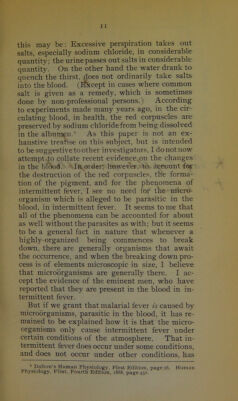 11
this may be: Excessive perspiration takes out
salts, especially sodium chloride, in considerable
quantity; the urine passes out salts in considerable
quantity. On the other hand the water drank to
quench the thirst, does not ordinarily take salts
into the blood. (Except in cases where common
salt is given as a remedy, which is sometimes
done by non-professional persons.) According
to experiments made many years ago, in the cir-
culating blood, in health, the red corpuscles are
preserved by sodium chloride from being dissolved
in the albumen.³ As this paper is not an ex-
haustive treatise on this subject, but is intended
to be suggestive to other investigators, I do not now
attempt to collate recent evidence on the changes
in the blood. In order however, to account for
the destruction of the red corpuscles, the forma-
tion of the pigment, and for the phenomena of
intermittent fever, I see no need for the micro-
organism which is alleged to be parasitic in the
blood, in intermittent fever. It seems to me that
all of the phenomena can be accounted for about
as well without the parasites as with; but it seems
to be a general fact in nature that whenever a
highly-organized being commences to break
down, there are generally organisms that await
the occurrence, and when the breaking down pro-
cess is of elements microscopic in size, I believe
that microörganisms are generally there. I ac-
cept the evidence of the eminent men, who have
reported that they are present in the blood in in-
termittent fever.
But if we grant that malarial fever is caused by
microörganisms, parasitic in the blood, it has re-
mained to be explained how it is that the micro-
organisms only cause intermittent fever under
certain conditions of the atmosphere. That in-
termittent fever does occur under some conditions,
and does not occur under other conditions, has
Dalton's Human Physiology, First Edition, page 56. Human
Physiology, Flint, Fourth Edition, 1888, page